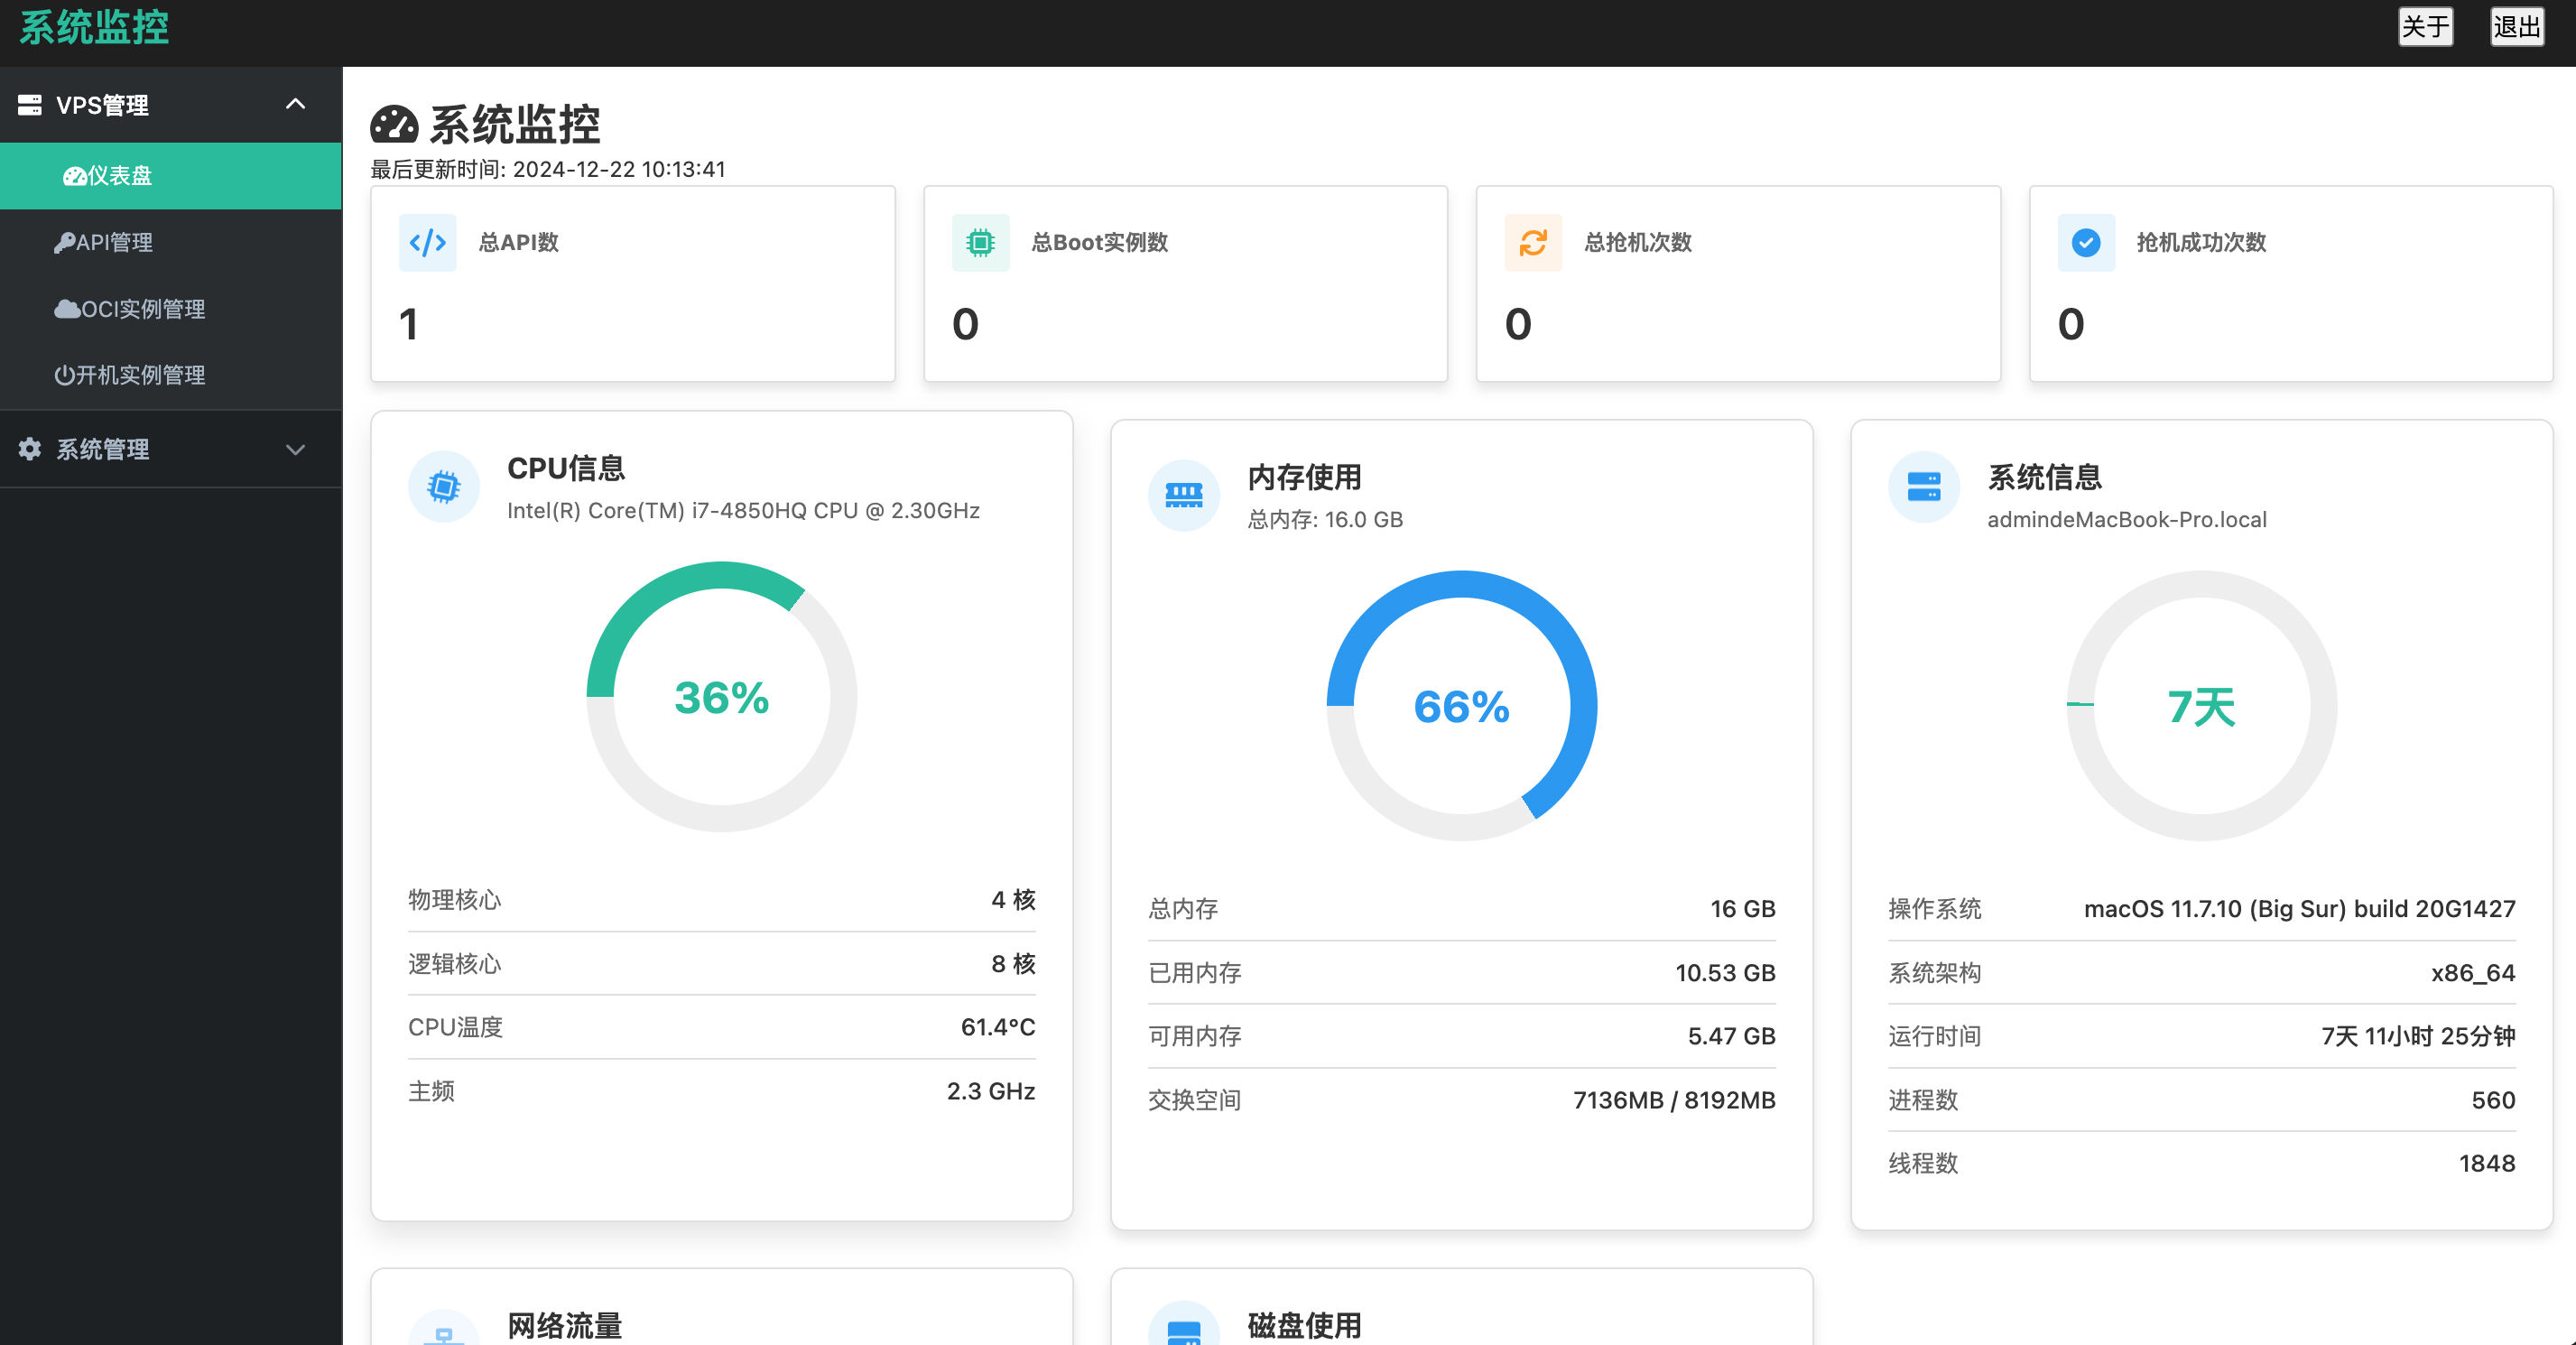 系统监控
关于
退出
VPS管理
仪表盘
API管理
OCI实例管理
开机实例管理
系统管理
系统监控
最后更新时间: 2024-12-22 10:13:41
总API数
1
总Boot实例数
0
总抢机次数
0
抢机成功次数
0
CPU信息
Intel(R) Core(TM) i7-4850HQ CPU @ 2.30GHz
36%
物理核心 4 核
逻辑核心 8 核
CPU温度 61.4°C
主频 2.3 GHz
内存使用
总内存: 16.0 GB
66%
总内存 16 GB
已用内存 10.53 GB
可用内存 5.47 GB
交换空间 7136MB / 8192MB
系统信息
admindeMacBook-Pro.local
7天
操作系统 macOS 11.7.10 (Big Sur) build 20G1427
系统架构 x86_64
运行时间 7天 11小时 25分钟
进程数 560
线程数 1848
网络流量
磁盘使用